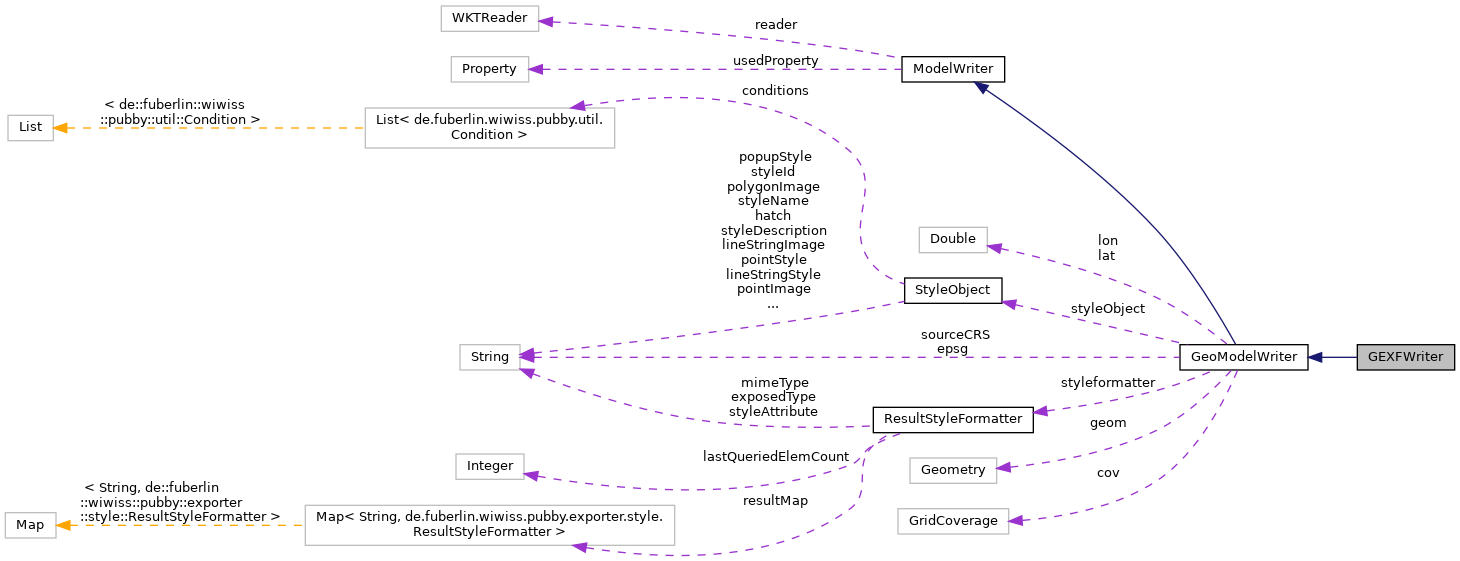 WKTReader
reader
Property
usedProperty
ModelWriter
conditions
List
< de::fuberlin::wiwiss
::pubby::util::Condition >
List< de.fuberlin.wiwiss.pubby.util.
Condition >
popupStyle
styleId
polygonImage
styleName
hatch
styleDescription
lineStringImage
pointStyle
lineStringStyle
pointImage
...
Double
lon
lat
StyleObject
styleObject
String
sourceCRS
epsg
GeoModelWriter
GEXFWriter
mimeType
exposedType
styleAttribute
styleformatter
ResultStyleFormatter
geom
Integer
lastQueriedElemCount
Geometry
cov
resultMap
Map
< String, de::fuberlin
::wiwiss::pubby::exporter
::style::ResultStyleFormatter >
Map< String, de.fuberlin.wiwiss.pubby.exporter.style.
ResultStyleFormatter >
GridCoverage